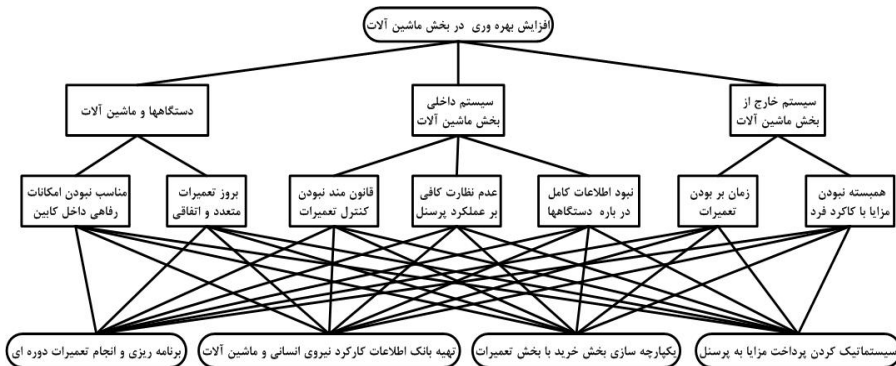 افزایش بهره وری در بخش ماشین آلات
سیستم خارج از
بخش ماشین آلات
سیستم داخلی
بخش ماشین آلات
دستگاهها و ماشین آلات
همبسته نبودن
مزایا با کاکرد فرد
زمان بر بودن
تعمیرات
نبود اطلاعات کامل
در باره دستگاهها
عدم نظارت کافی
بر عملکرد پرسنل
قانون مند نبودن
کنترل تعمیرات
بروز تعمیرات
متعدد و اتفاقی
مناسب نبودن امکانات
رفاهی داخل کابین
سیستماتیک کردن پرداخت مزایا به پرسنل
یکپارچه سازی بخش خرید با بخش تعمیرات
تهیه بانک اطلاعات کارکرد نیروی انسانی و ماشین آلات
برنامه ریزی و انجام تعمیرات دوره ای